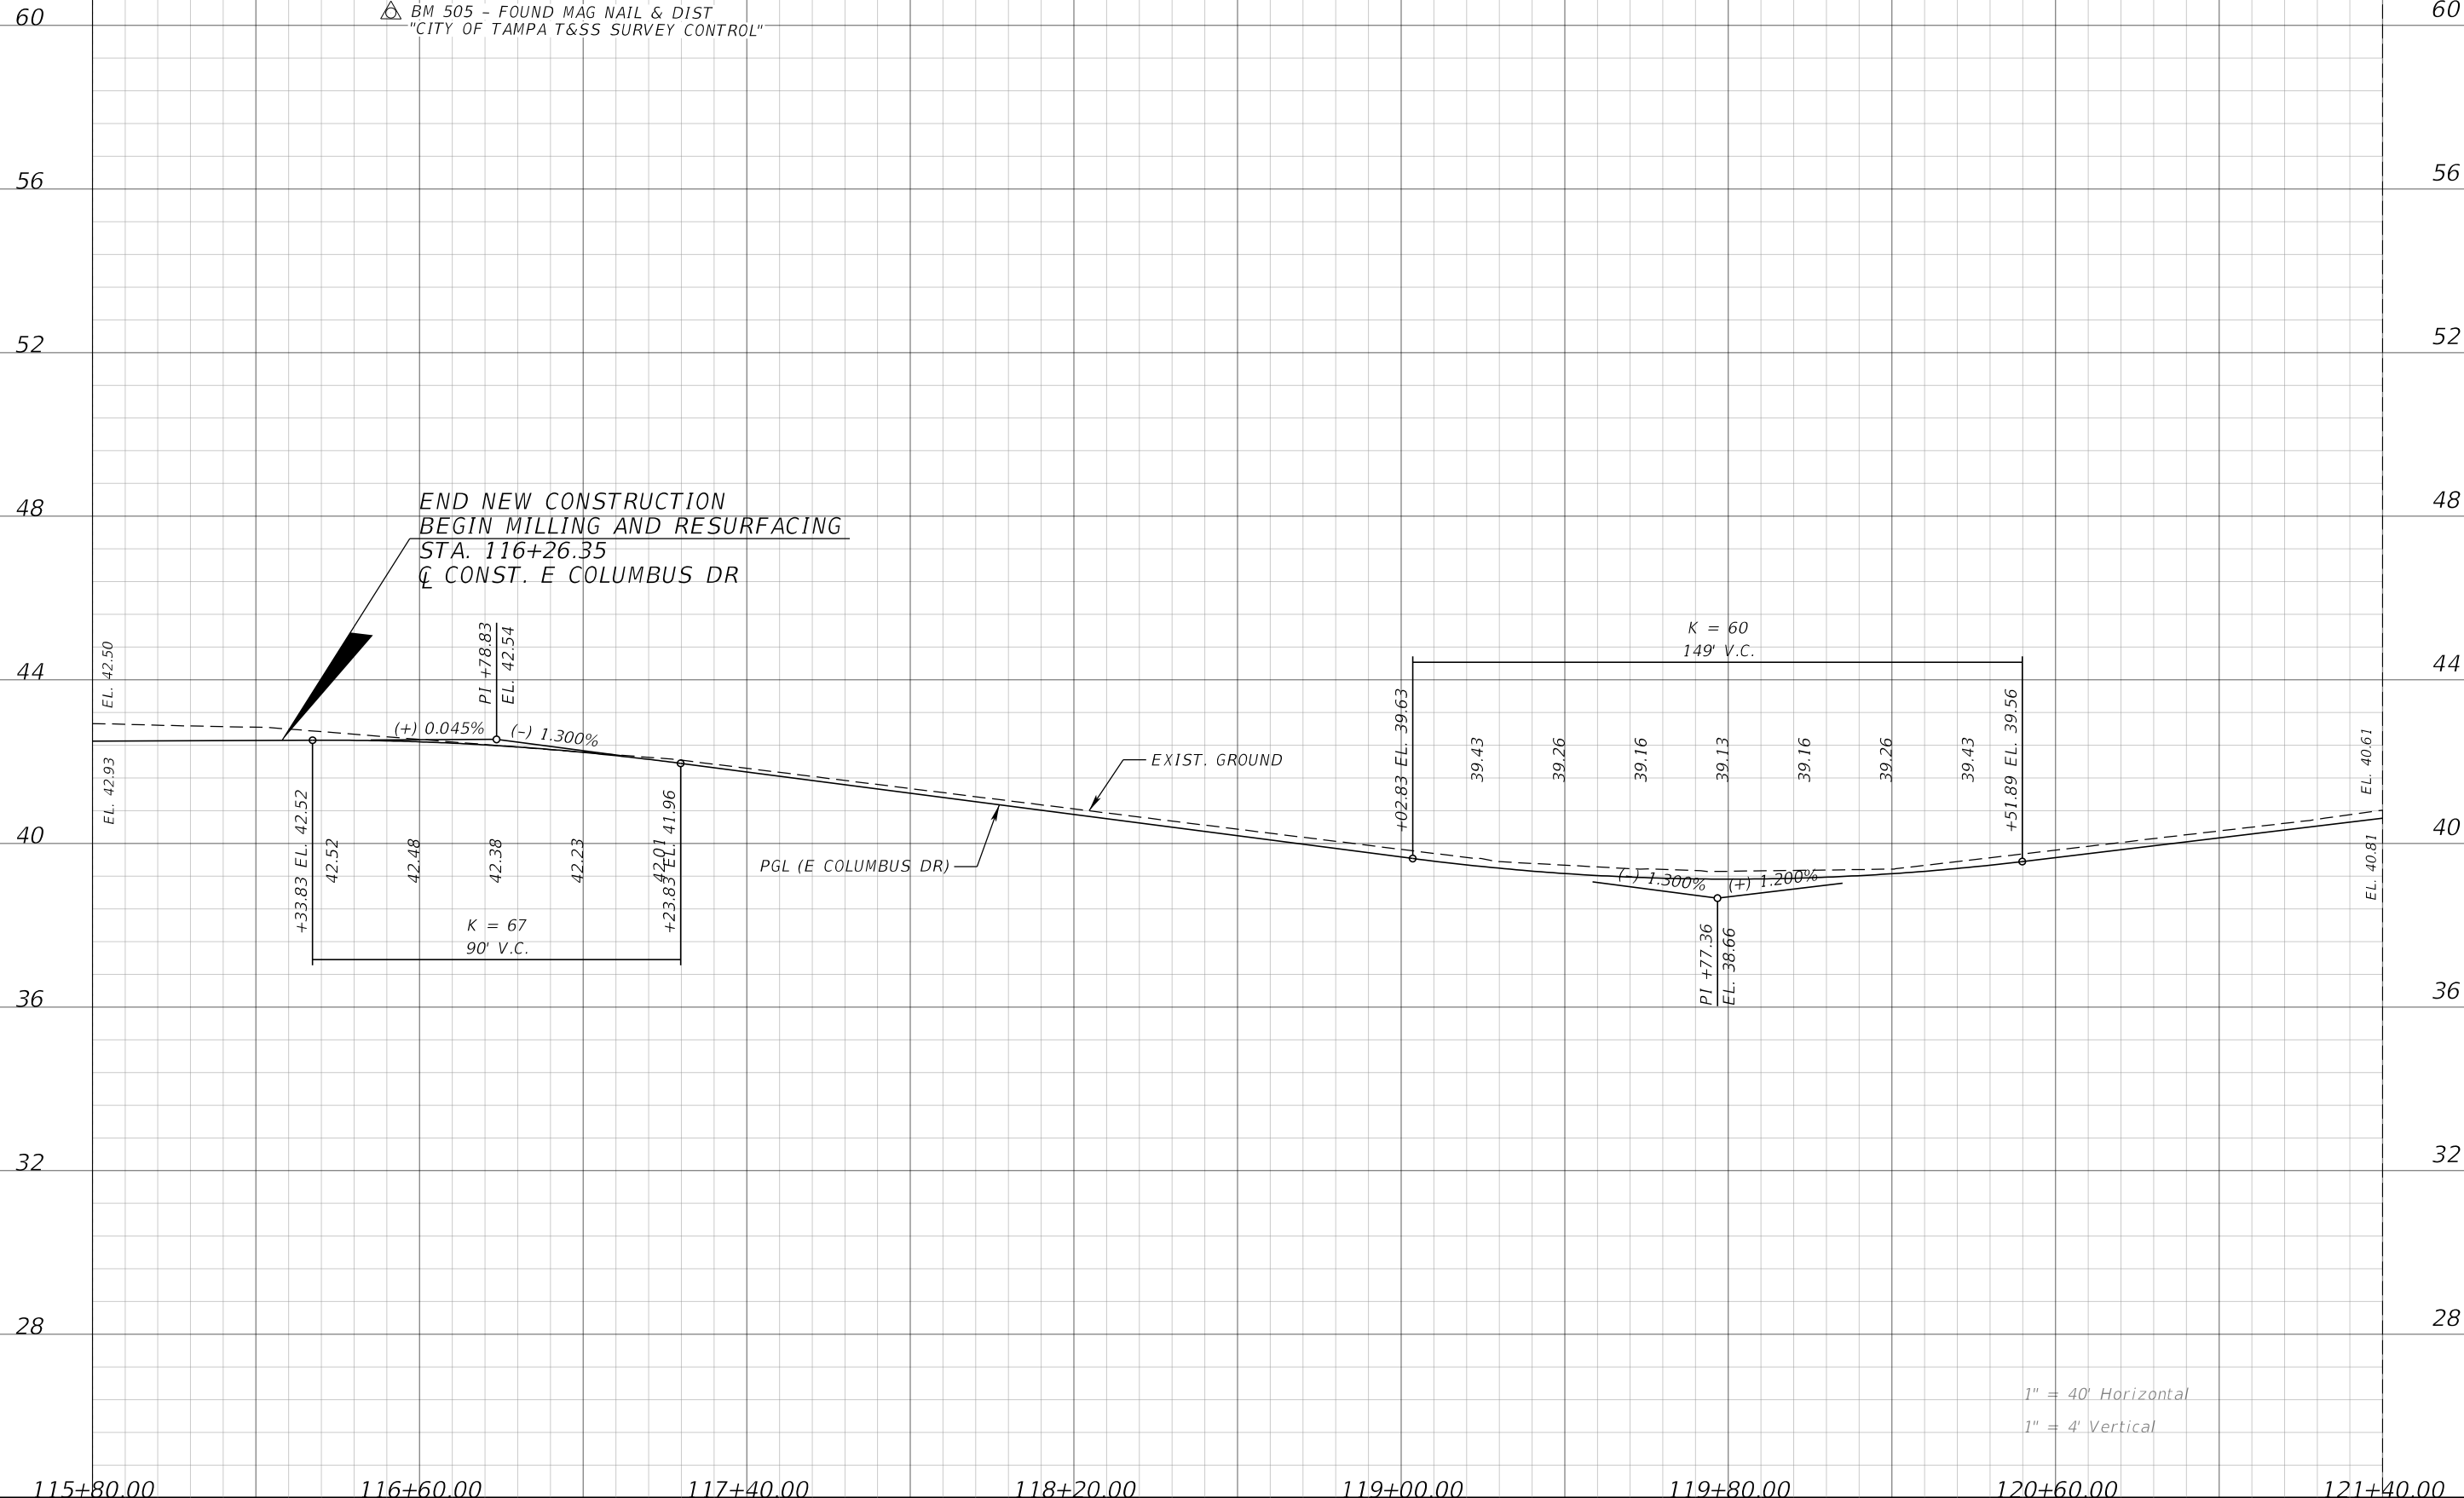 BM 505 – FOUND MAG NAIL & DIST
"CITY OF TAMPA T&SS SURVEY CONTROL"
60
60
56
56
52
52
48
48
END NEW CONSTRUCTION
BEGIN MILLING AND RESURFACING
STA. 116+26.35
℄ CONST. E COLUMBUS DR
44
44
EL. 42.50
EL. 42.93
PI +78.83
EL. 42.54
(+) 0.045%
(–) 1.300%
+33.83 EL. 42.52
42.52
42.48
42.38
42.23
42.01
+23.83 EL. 41.96
K = 67
90' V.C.
EXIST. GROUND
PGL (E COLUMBUS DR)
K = 60
149' V.C.
+02.83 EL. 39.63
39.43
39.26
39.16
39.13
39.16
39.26
39.43
+51.89 EL. 39.56
(–) 1.300%
(+) 1.200%
PI +77.36
EL. 38.66
EL. 40.61
EL. 40.81
40
40
36
36
32
32
28
28
1" = 40' Horizontal
1" = 4' Vertical
115+80.00
116+60.00
117+40.00
118+20.00
119+00.00
119+80.00
120+60.00
121+40.00